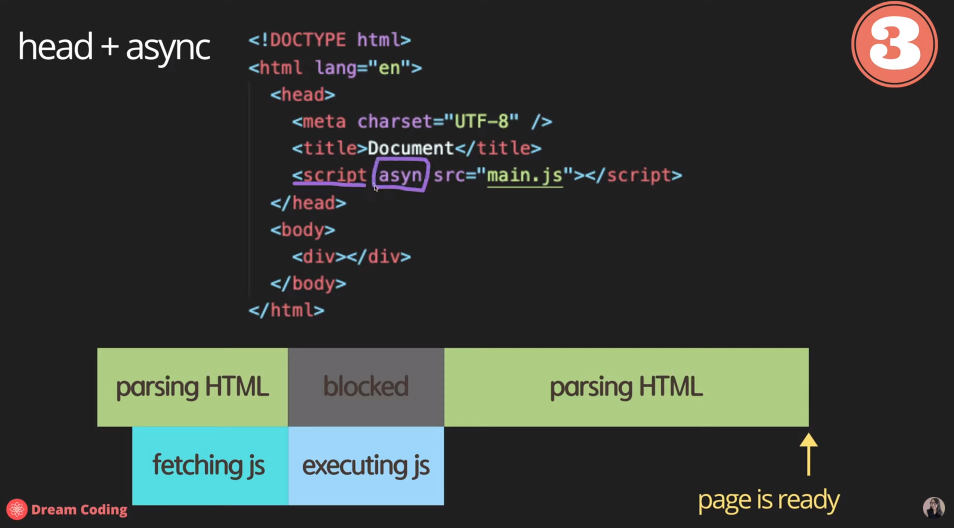 head + async
3
<!DOCTYPE html>
<html lang="en">
<head>
<meta charset="UTF-8" />
<title>Document</title>
<script asyn src="main.js"></script>
</head>
<body>
<div></div>
</body>
</html>
parsing HTML
blocked
parsing HTML
fetching js
executing js
page is ready
Dream Coding